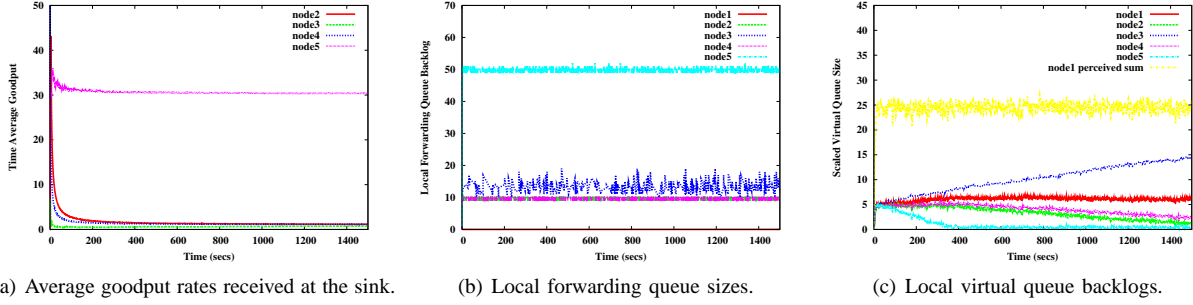 50
40
30
20
10
0
Time Average Goodput
0
200
400
600
800
1000
1200
1400
Time (secs)
node2
node3
node4
node5
70
60
50
40
30
20
10
0
Local Forwarding Queue Backlog
0
200
400
600
800
1000
1200
1400
Time (secs)
node1
node2
node3
node4
node5
45
40
35
30
25
20
15
10
5
0
Scaled Virtual Queue Size
0
200
400
600
800
1000
1200
1400
Time (secs)
node1
node2
node3
node4
node5
node1 perceived sum
a) Average goodput rates received at the sink.
(b) Local forwarding queue sizes.
(c) Local virtual queue backlogs.